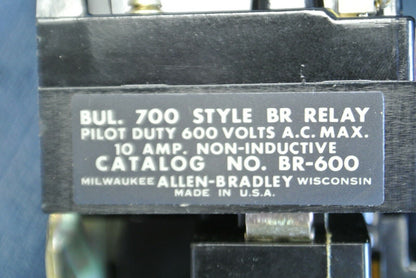 BUL. 700 STYLE BR RELAY
PILOT DUTY 600 VOLTS A.C. MAX.
10 AMP. NON-INDUCTIVE
CATALOG NO. BR-600
MILWAUKEE ALLEN-BRADLEY WISCONSIN
MADE IN U.S.A.